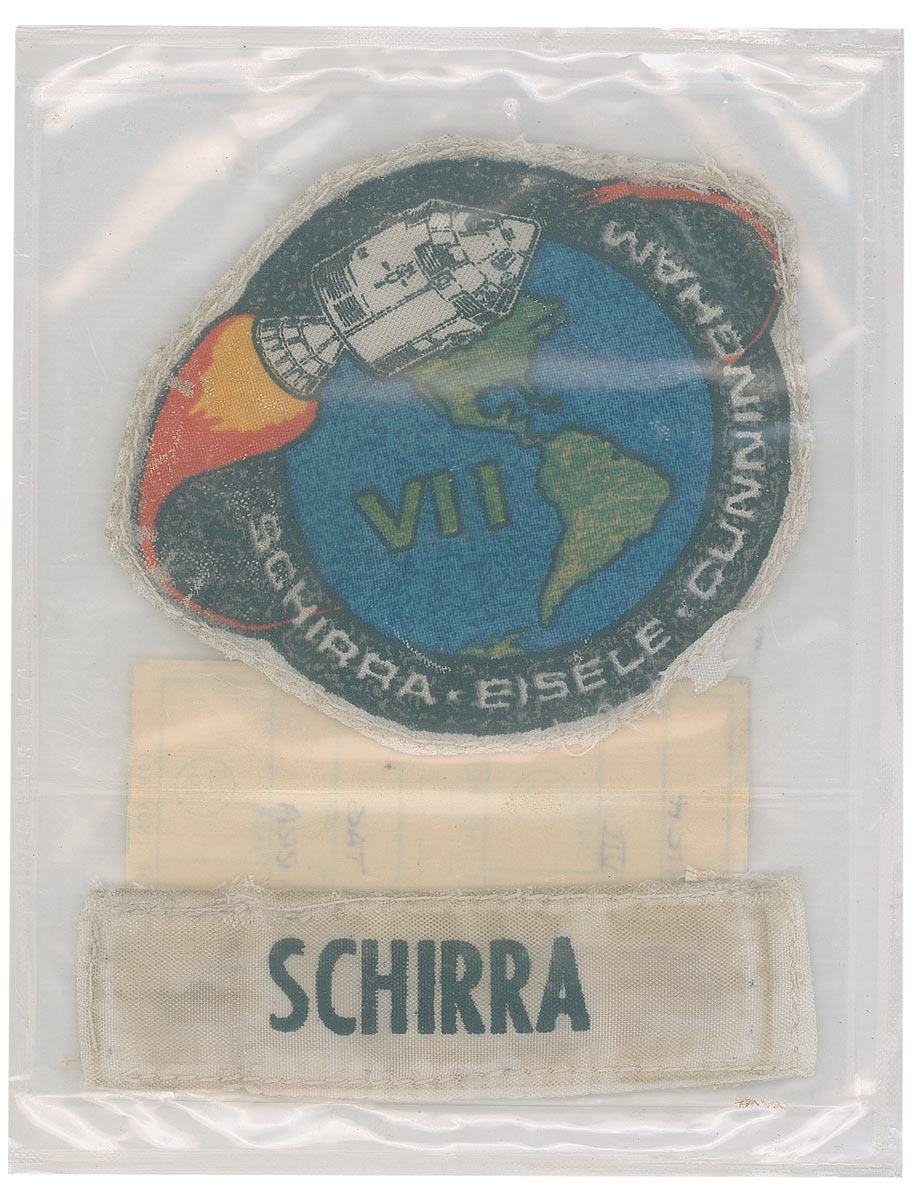 VII
SCHIRRA · EISELE · CUNNINGHAM
SCHIRRA